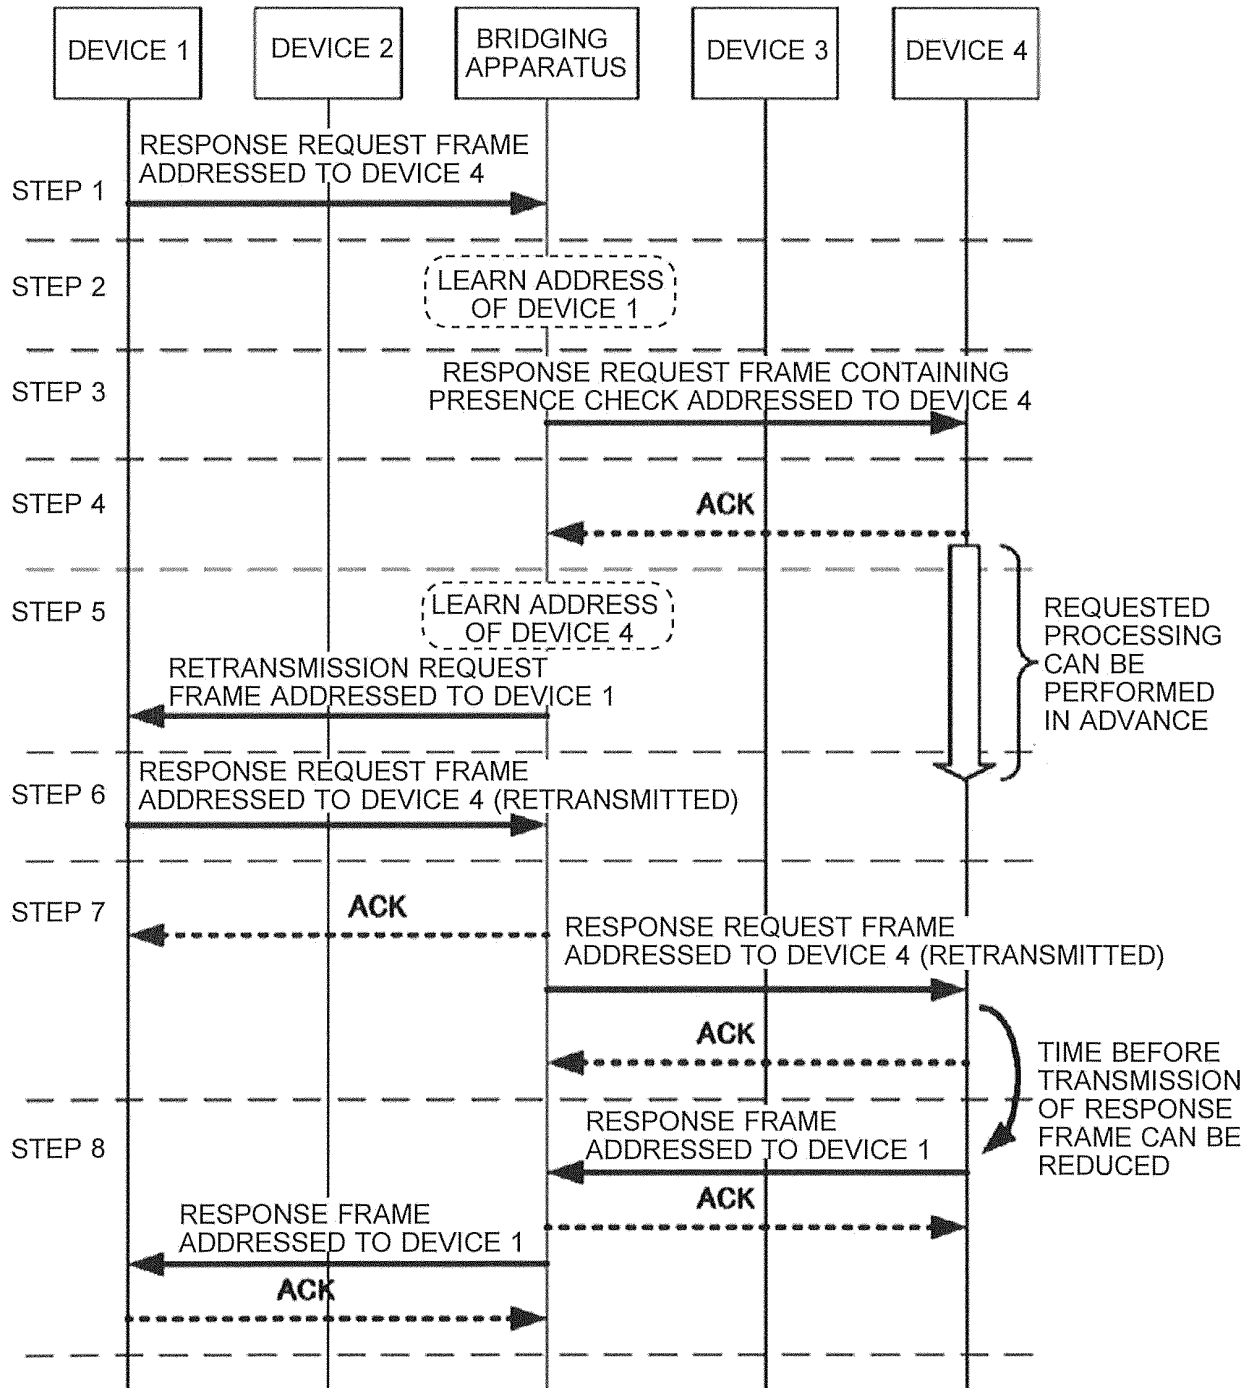 DEVICE 1
DEVICE 2
BRIDGING
APPARATUS
DEVICE 3
DEVICE 4
RESPONSE REQUEST FRAME
ADDRESSED TO DEVICE 4
STEP 1
STEP 2
LEARN ADDRESS
OF DEVICE 1
STEP 3
RESPONSE REQUEST FRAME CONTAINING
PRESENCE CHECK ADDRESSED TO DEVICE 4
STEP 4
ACK
STEP 5
LEARN ADDRESS
OF DEVICE 4
REQUESTED
PROCESSING
CAN BE
PERFORMED
IN ADVANCE
RETRANSMISSION REQUEST
FRAME ADDRESSED TO DEVICE 1
STEP 6
RESPONSE REQUEST FRAME
ADDRESSED TO DEVICE 4 (RETRANSMITTED)
STEP 7
ACK
RESPONSE REQUEST FRAME
ADDRESSED TO DEVICE 4 (RETRANSMITTED)
ACK
TIME BEFORE
TRANSMISSION
OF RESPONSE
FRAME CAN BE
REDUCED
STEP 8
RESPONSE FRAME
ADDRESSED TO DEVICE 1
ACK
RESPONSE FRAME
ADDRESSED TO DEVICE 1
ACK